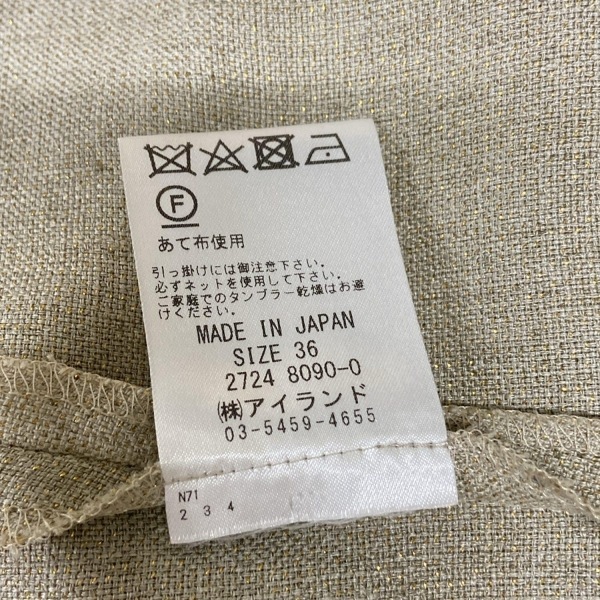 F
あて布使用
引っ掛けには御注意下さい。
必ずネットを使用して下さい。
ご家庭でのタンブラー乾燥はお避
けください。
MADE IN JAPAN
SIZE 36
2724 8090-0
㈱アイランド
03-5459-4655
N71
2 3 4